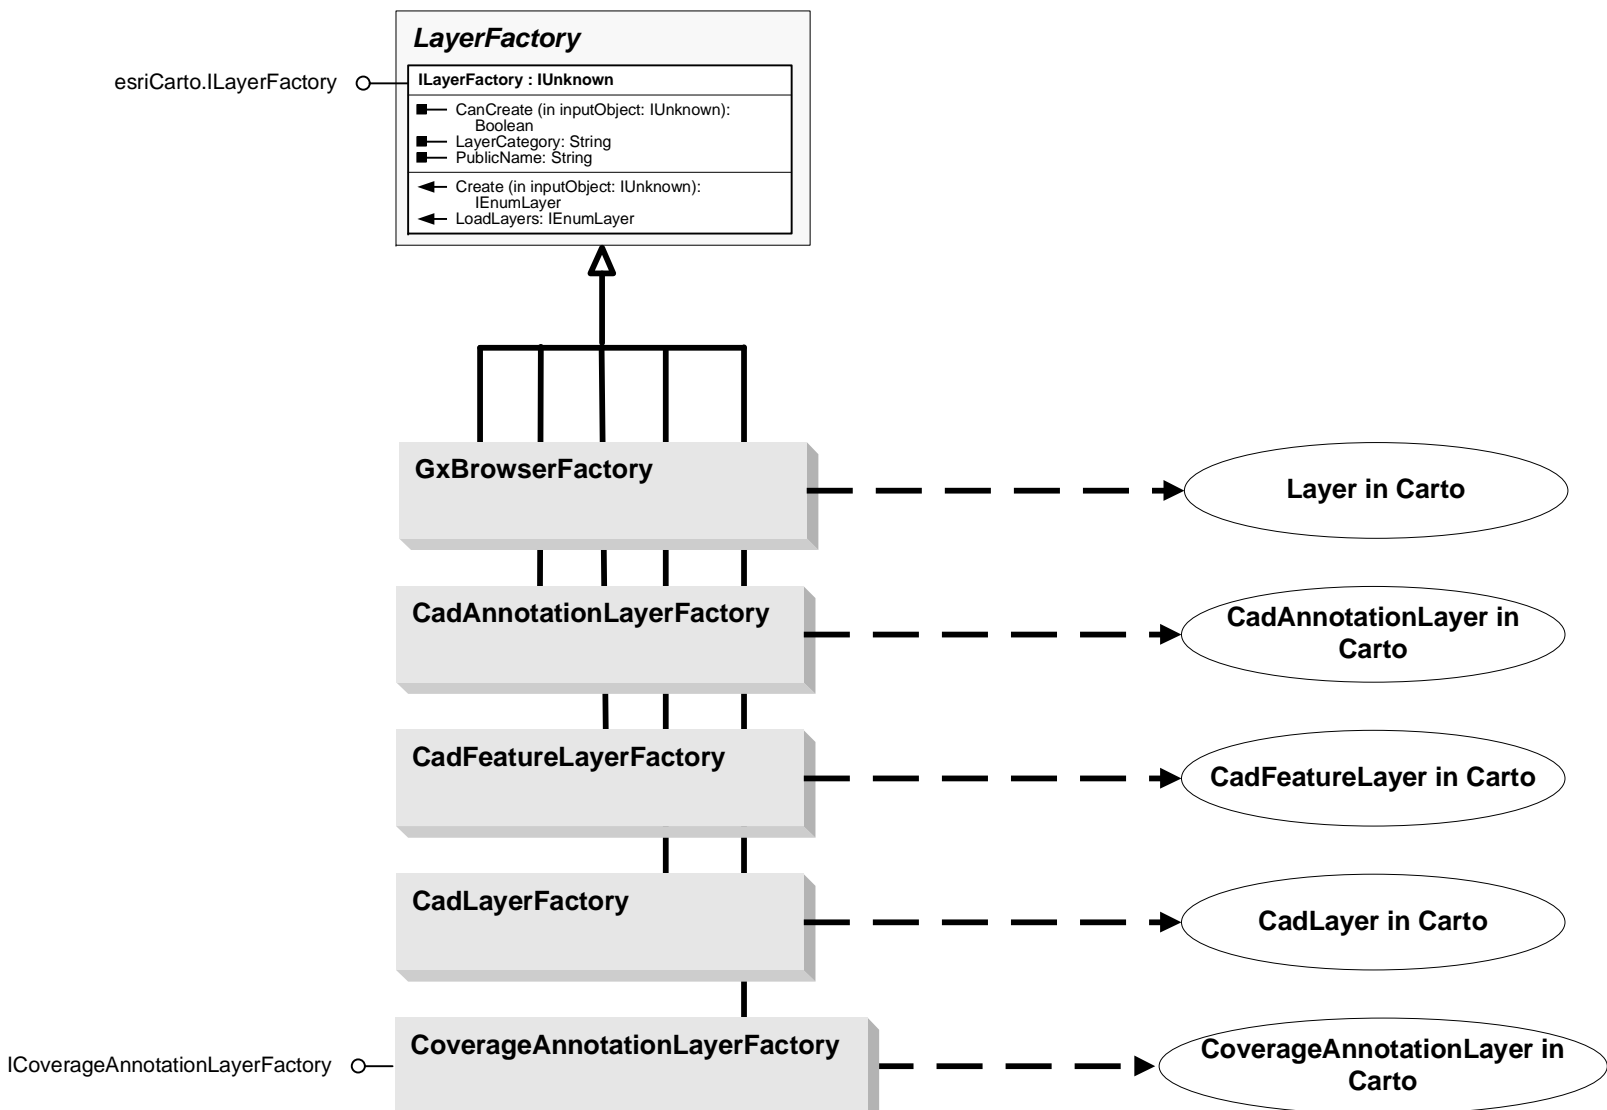 LayerFactory
esriCarto.ILayerFactory
ILayerFactory : IUnknown
CanCreate (in inputObject: IUnknown):
Boolean
LayerCategory: String
PublicName: String
Create (in inputObject: IUnknown):
IEnumLayer
LoadLayers: IEnumLayer
GxBrowserFactory
Layer in Carto
CadAnnotationLayerFactory
CadAnnotationLayer in
Carto
CadFeatureLayerFactory
CadFeatureLayer in Carto
CadLayerFactory
CadLayer in Carto
ICoverageAnnotationLayerFactory
CoverageAnnotationLayerFactory
CoverageAnnotationLayer in
Carto